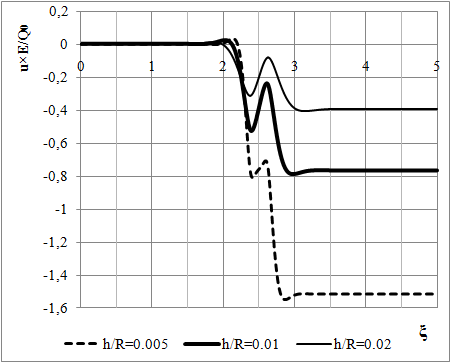 u×E/Q₀
0,2
0
-0,2
-0,4
-0,6
-0,8
-1
-1,2
-1,4
-1,6
0 1 2 3 4 5
ξ
h/R=0.005 h/R=0.01 h/R=0.02